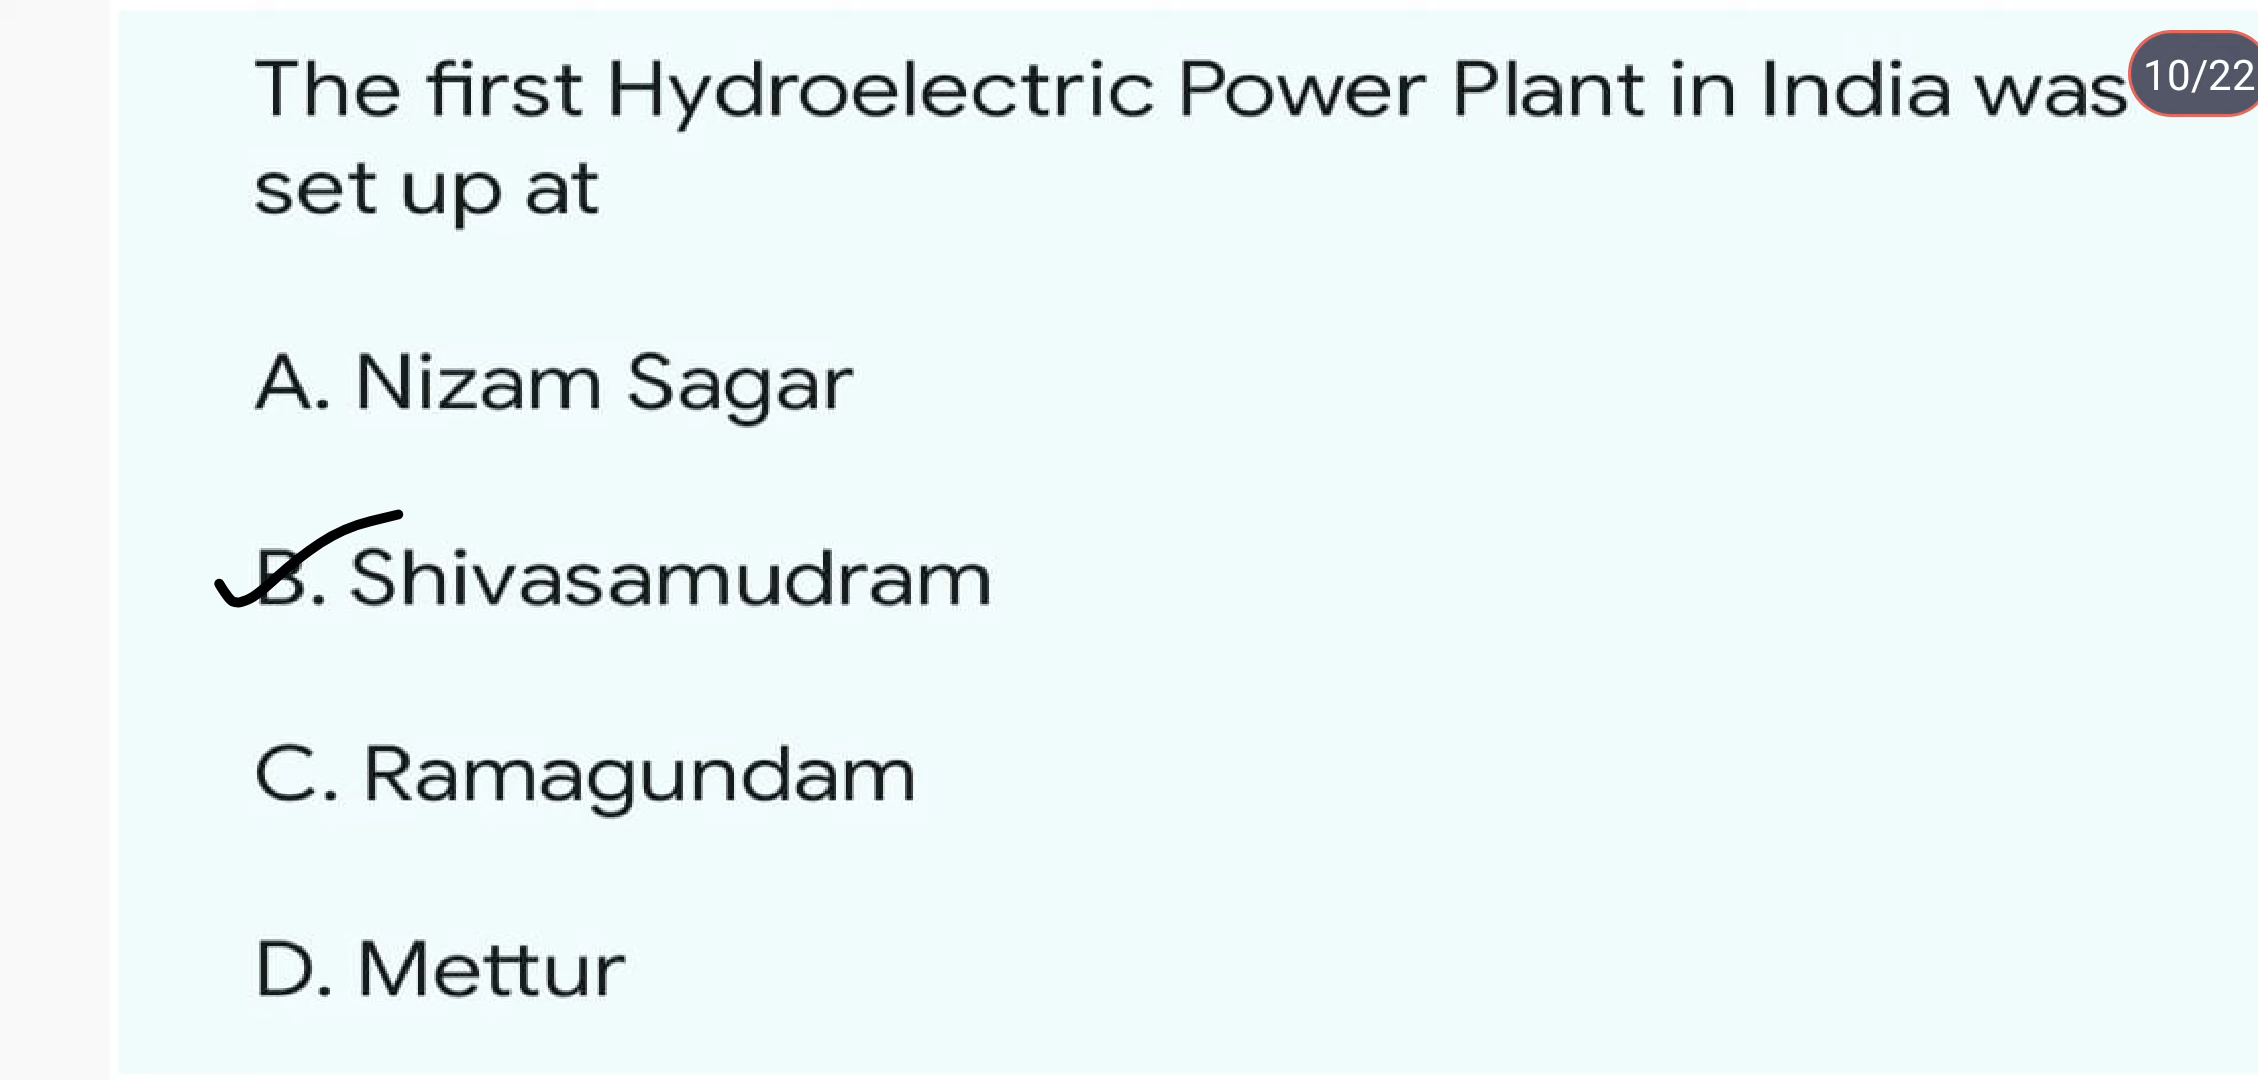 The first Hydroelectric Power Plant in India was
10/22
set up at
A. Nizam Sagar
B. Shivasamudram
C. Ramagundam
D. Mettur